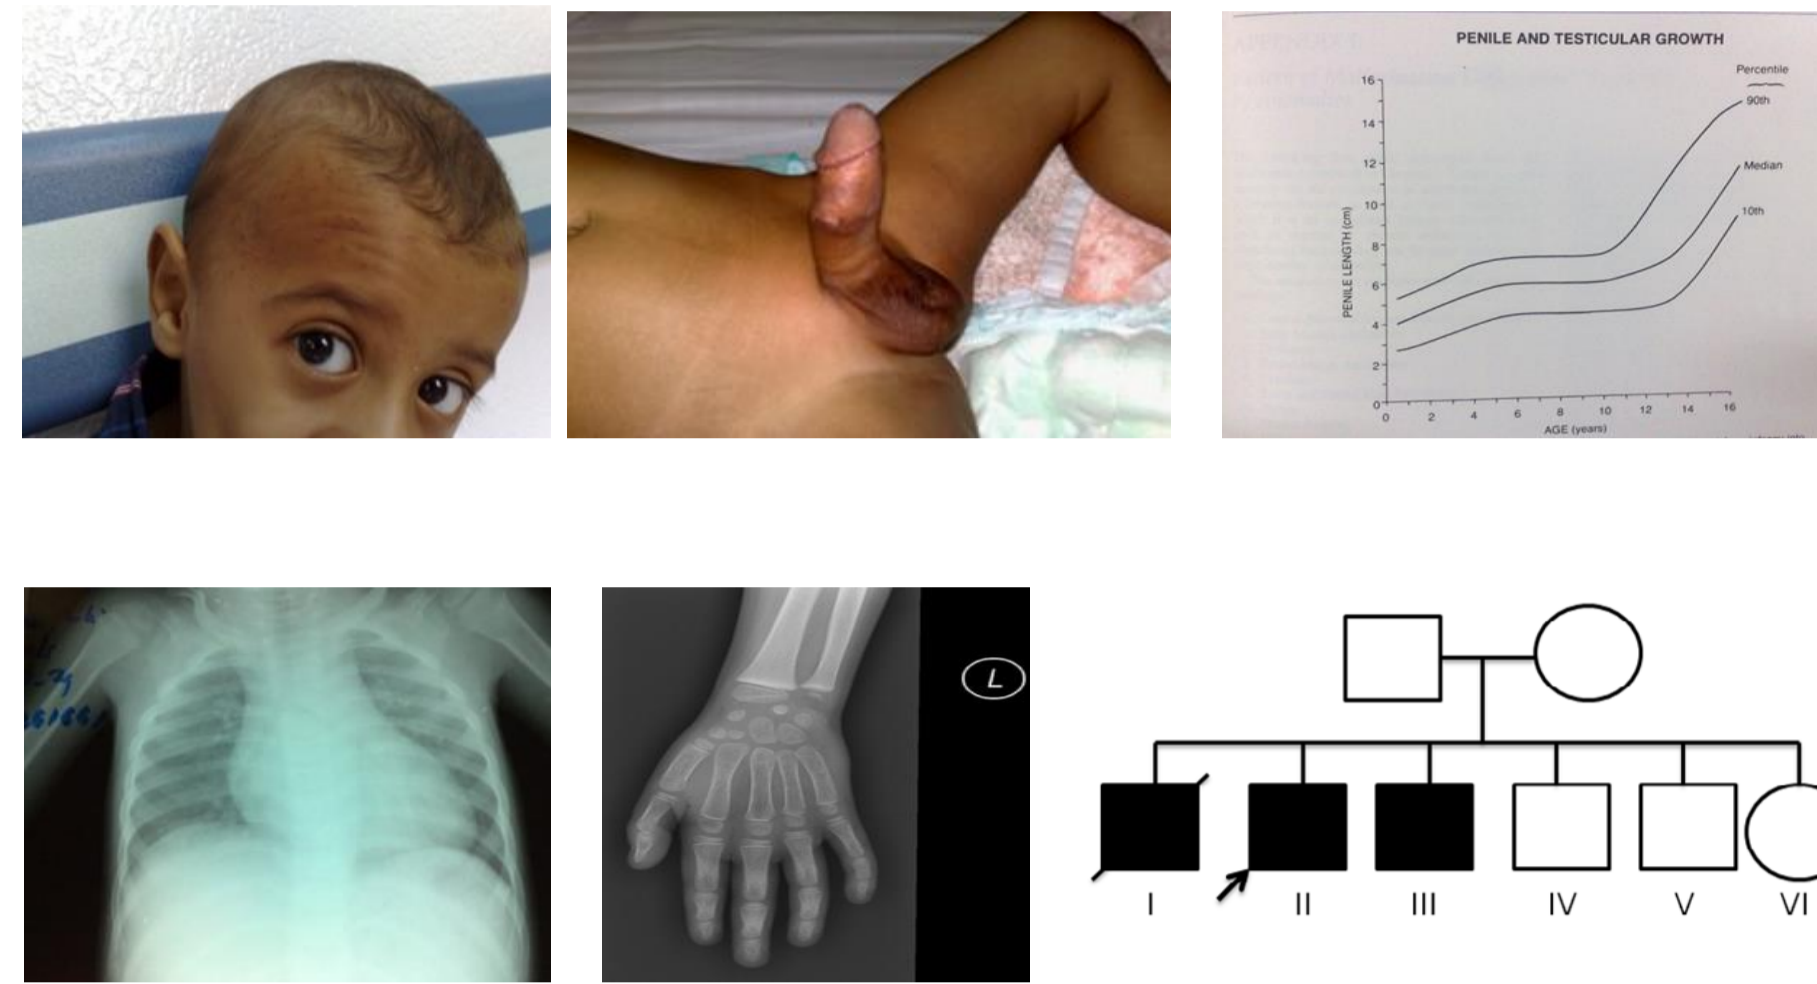 PENILE AND TESTICULAR GROWTH
Percentile
90th
Median
10th
PENILE LENGTH (cm)
16
14
12
10
8
6
4
2
0
0 2 4 6 8 10 12 14 16
AGE (years)
L
I II III IV V VI